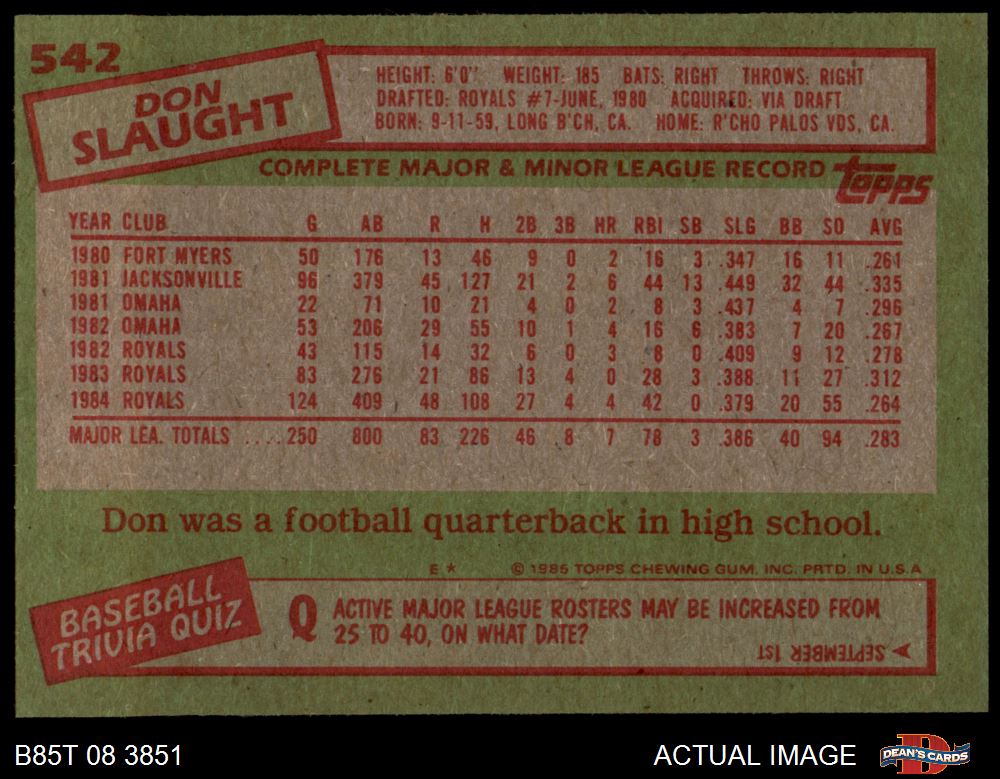 542
DON
SLAUGHT
HEIGHT: 6'0" WEIGHT: 185 BATS: RIGHT THROWS: RIGHT
DRAFTED: ROYALS #7-JUNE, 1980 ACQUIRED: VIA DRAFT
BORN: 9-11-59, LONG B'CH, CA. HOME: R'CHO PALOS VDS, CA.
COMPLETE MAJOR & MINOR LEAGUE RECORD topps
YEAR CLUB G AB R H 2B 3B HR RBI SB SLG BB SO AVG
1980 FORT MYERS 50 176 13 46 9 0 2 16 3 .347 16 11 .261
1981 JACKSONVILLE 96 379 45 127 21 2 6 44 13 .449 32 44 .335
1981 OMAHA 22 71 10 21 4 0 2 8 3 .437 4 7 .296
1982 OMAHA 53 206 29 55 10 1 4 16 6 .383 7 20 .267
1982 ROYALS 43 115 14 32 6 0 3 8 0 .409 9 12 .278
1983 ROYALS 83 276 21 86 13 4 0 28 3 .388 11 27 .312
1984 ROYALS 124 409 48 108 27 4 4 42 0 .379 20 55 .264
MAJOR LEA. TOTALS ....250 800 83 226 46 8 7 78 3 .386 40 94 .283
Don was a football quarterback in high school.
E * © 1985 TOPPS CHEWING GUM, INC. PRTD. IN U.S.A
BASEBALL
TRIVIA QUIZ
Q ACTIVE MAJOR LEAGUE ROSTERS MAY BE INCREASED FROM
25 TO 40, ON WHAT DATE?
SEPTEMBER 1ST
B85T 08 3851
ACTUAL IMAGE
D
DEAN'S CARDS